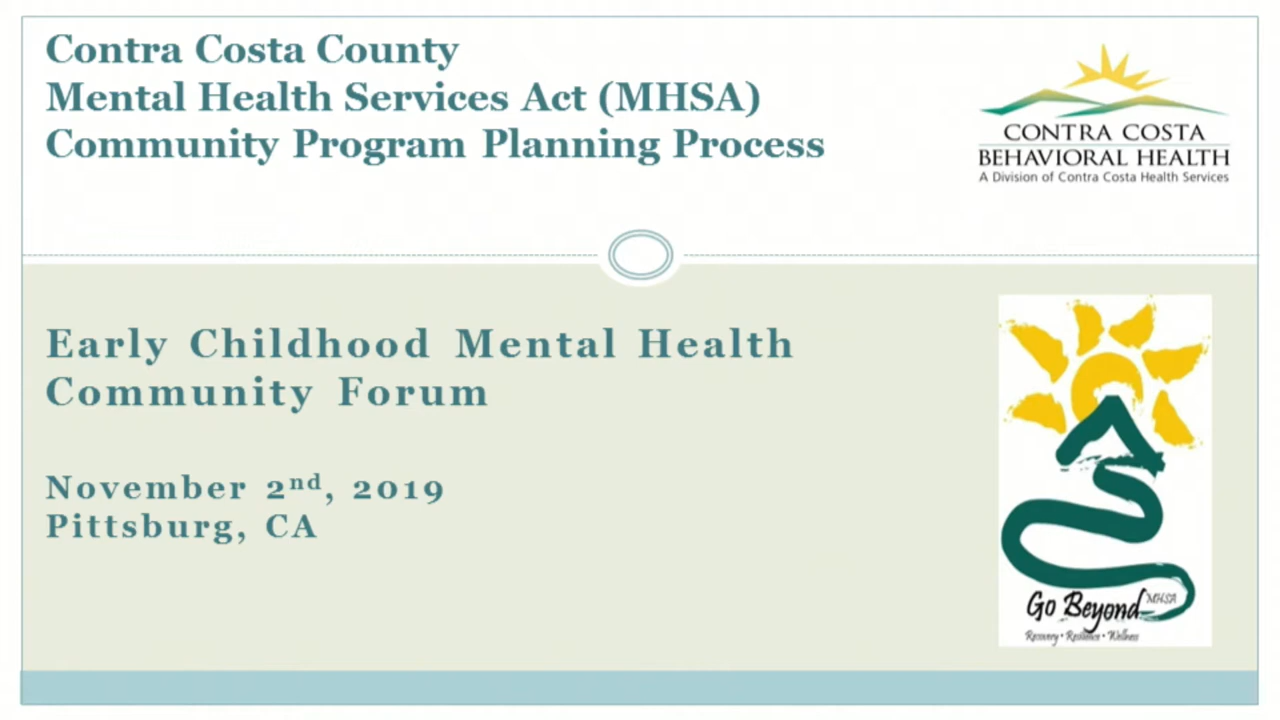 Contra Costa County
Mental Health Services Act (MHSA)
Community Program Planning Process
CONTRA COSTA
BEHAVIORAL HEALTH
A Division of Contra Costa Health Services
Early Childhood Mental Health
Community Forum
November 2nd, 2019
Pittsburg, CA
Go Beyond MHSA
Recovery • Resilience • Wellness